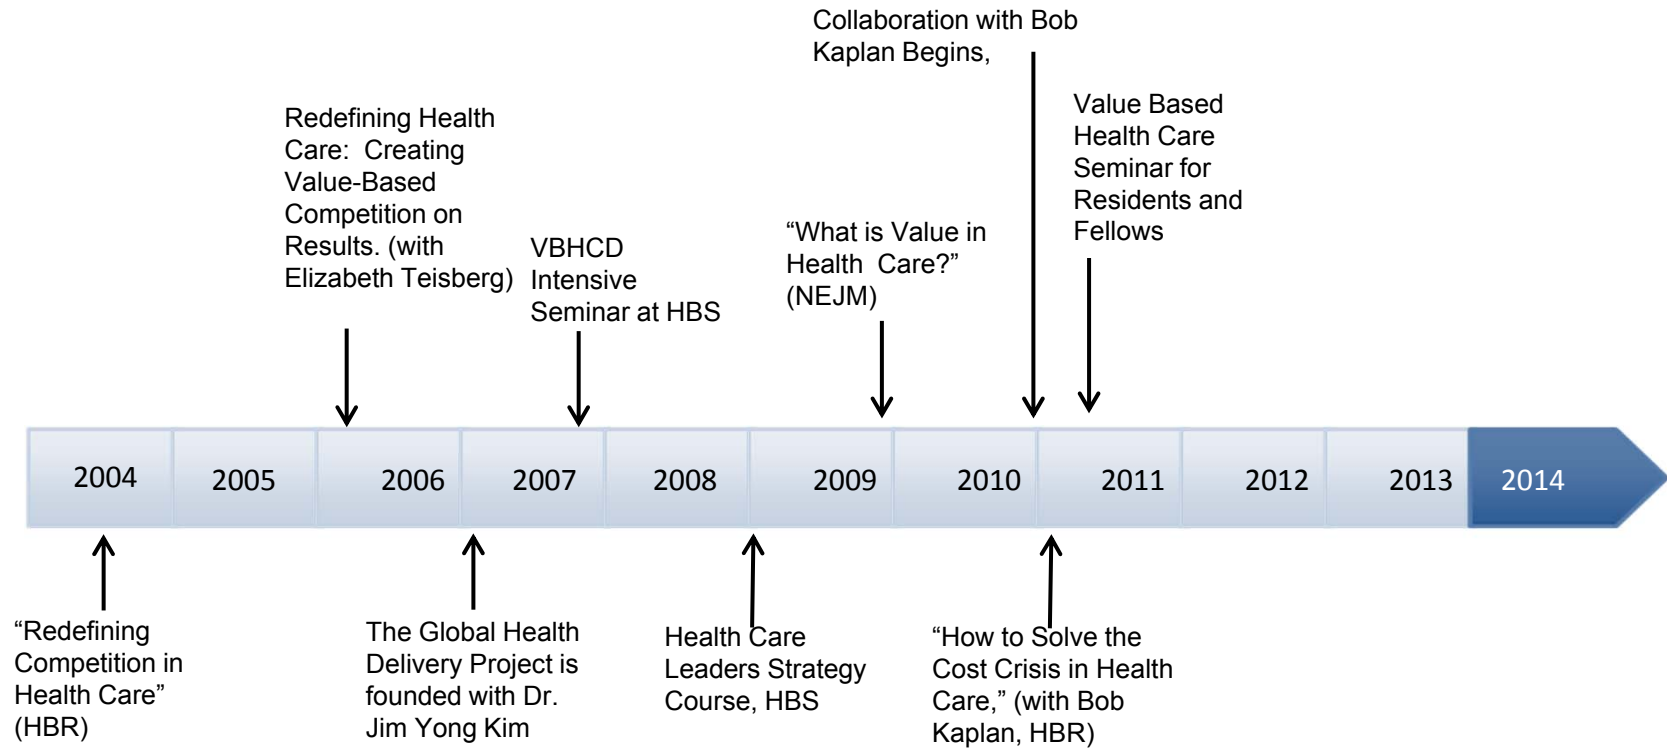 Collaboration with Bob
Kaplan Begins,
Redefining Health
Care:  Creating
Value-Based
Competition on
Results. (with
Elizabeth Teisberg)
VBHCD
Intensive
Seminar at HBS
“What is Value in
Health  Care?”
(NEJM)
Value Based
Health Care
Seminar for
Residents and
Fellows
2004
2005
2006
2007
2008
2009
2010
2011
2012
2013
2014
“Redefining
Competition in
Health Care”
(HBR)
The Global Health
Delivery Project is
founded with Dr.
Jim Yong Kim
Health Care
Leaders Strategy
Course, HBS
“How to Solve the
Cost Crisis in Health
Care,” (with Bob
Kaplan, HBR)